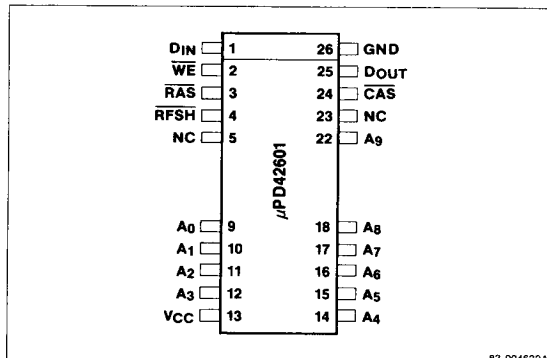 DIN 1 26 GND
WE 2 25 DOUT
RAS 3 24 CAS
RFSH 4 23 NC
NC 5 22 A9
μPD42601
A0 9 18 A8
A1 10 17 A7
A2 11 16 A6
A3 12 15 A5
VCC 13 14 A4